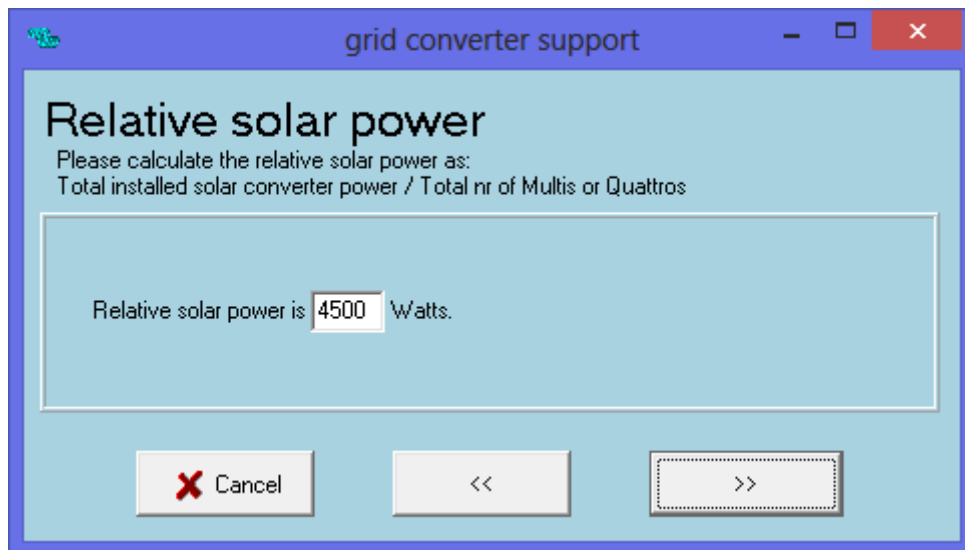 grid converter support
Relative solar power
Please calculate the relative solar power as:
Total installed solar converter power / Total nr of Multis or Quattros
Relative solar power is 4500 Watts.
Cancel << >>